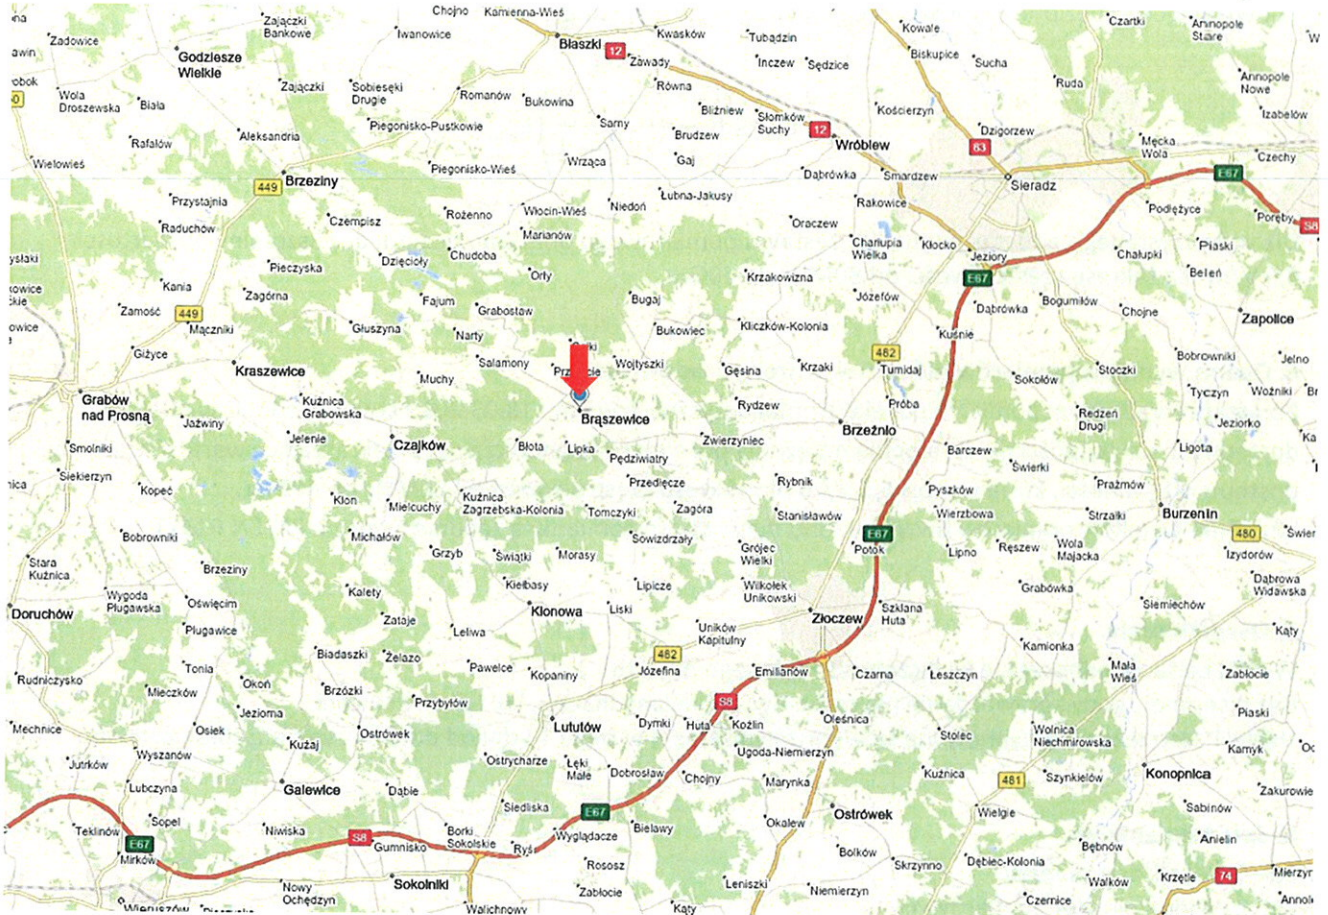 Chojno
Kamienna-Wieś
Zajączki
Bankowe
Iwanowice
Kwasków
Kowale
Czartki
Aninopole
Stare
Zadowice
Godziesze
Wielkie
Błaszki
12
Zawady
Tubądzin
Inczew
Sędzice
Biskupice
Sucha
Ruda
Annopole
Nowe
Wola
Droszewska
Biała
Zajączki
Sobiesęki
Drugie
Romanów
Bukowina
Równa
Bliźniew
Słomków
Suchy
Kościerzyn
Izabelów
Rafałów
Aleksandria
Piegonisko-Pustkowie
Sarny
Brudzew
12
Wróblew
Dzigorzew
83
Męcka
Wola
Wielowieś
Piegonisko-Wieś
Wrząca
Gaj
Czechy
449
Brzeziny
Dąbrówka
Smardzew
Sieradz
E67
Przystajnia
Raduchów
Czempisz
Rożenno
Włocin-Wieś
Niedoń
Łubna-Jakusy
Rakowice
Podłężyce
Poręby
S8
Marianów
Oraczew
Charłupia
Wielka
Kłocko
Jeziory
Chałupki
Piaski
Pieczyska
Dzięcioły
Chudoba
Orły
Krzakowizna
E67
Beleń
Kania
Zagórna
Fajum
Grabostaw
Bugaj
Józefów
Dąbrówka
Bogumiłów
Chojne
Zapolice
Zamość
449
Mączniki
Głuszyna
Narty
Bukowiec
Kliczków-Kolonia
Kuśnie
Giżyce
Kraszewice
Salamony
Wojtyszki
Gęsina
Krzaki
482
Tumidaj
Bobrowniki
Jelno
Grabów
nad Prosną
Kuźnica
Grabowska
Muchy
Stoczki
Sokołów
Tyczyn
Woźniki
Rydzew
Próba
Jaźwiny
Brąszewice
Brzeźnio
Redzeń
Drugi
Jeziorko
Smolniki
Jelenie
Czajków
Błota
Lipka
Zwierzyniec
Barczew
Ligota
Siekierzyn
Pędziwiatry
Świerki
Kopeć
Klon
Mielcuchy
Kuźnica
Zagrzebska-Kolonia
Przedłęcze
Rybnik
Pyszków
Prażmów
Tomczyki
Zagóra
Stanisławów
Wierzbowa
Strzałki
Burzenin
Bobrowniki
Michałów
Sowizdrzały
E67
480
Stara
Kuźnica
Grzyb
Świątki
Morasy
Grójec
Wielki
Potok
Lipno
Ręszew
Wola
Majacka
Izydorów
Brzeziny
Kalety
Kiełbasy
Lipicze
Wilkołek
Unikowski
Grabówka
Dąbrowa
Widawska
Wygoda
Pługawska
Oświęcim
Klonowa
Liski
Szklana
Huta
Siemiechów
Doruchów
Złoczew
Pługawice
Zataje
Leliwa
Uników
Kapitulny
Kąty
Biadaszki
Żelazo
482
Kamionka
Tonia
Pawelce
Kopaniny
Józefina
Emilianów
Czarna
Leszczyn
Mała
Wieś
Zabłocie
Rudniczysko
Mieczków
Okoń
Brzózki
Przybyłów
S8
Jeziorna
Piaski
Mechnice
Osiek
Ostrówek
Lututów
Dymki
Huta
Koźlin
Oleśnica
Stolec
Wolnica
Niechmirowska
Kuźaj
Ugoda-Niemierzyn
Kamyk
Wyszanów
Jutrków
Ostrycharze
Łęki
Małe
Dobrosław
Chojny
Marynka
Kuźnica
481
Szynkielów
Konopnica
Lubczyna
Galewice
Dąbie
Siedliska
E67
Ostrówek
Wielgie
Sabinów
Zakurowie
Sopel
Teklinów
E67
Niwiska
S8
Gumnisko
Borki
Sokolskie
Ryś
Wyglądacze
Bielawy
Okalew
Anielin
Mirków
Bolków
Bębnów
Rososz
Skrzynno
Dębiec-Kolonia
Nowy
Ochędzyn
Sokolniki
Zabłocie
Leniszki
Niemierzyn
Walków
Krzętle
74
Czernice
Walichnowy
Kąty